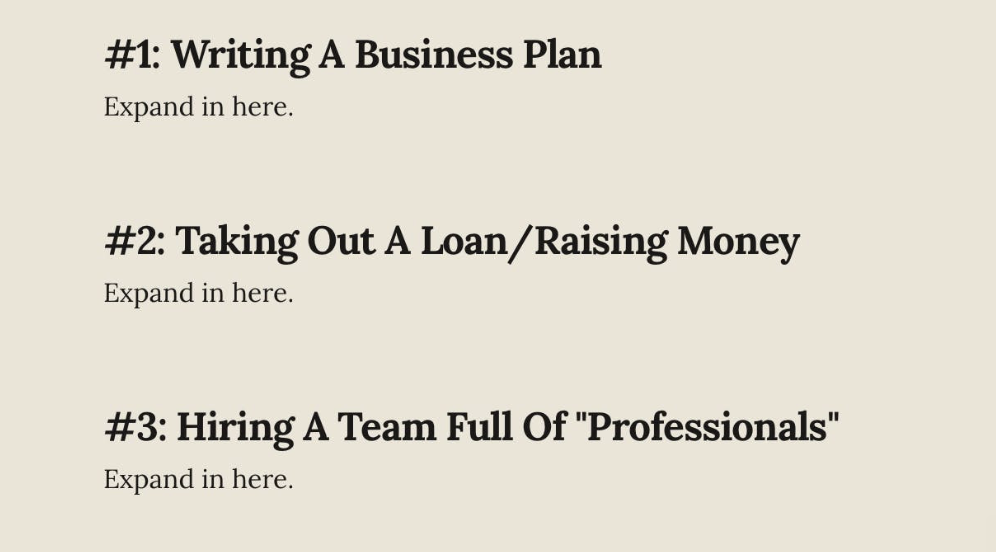 #1: Writing A Business Plan
Expand in here.
#2: Taking Out A Loan/Raising Money
Expand in here.
#3: Hiring A Team Full Of "Professionals"
Expand in here.